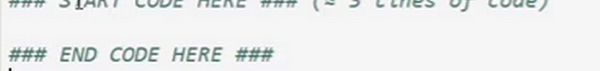 ### START CODE HERE ### (≈ 3 lines of code)
### END CODE HERE ###